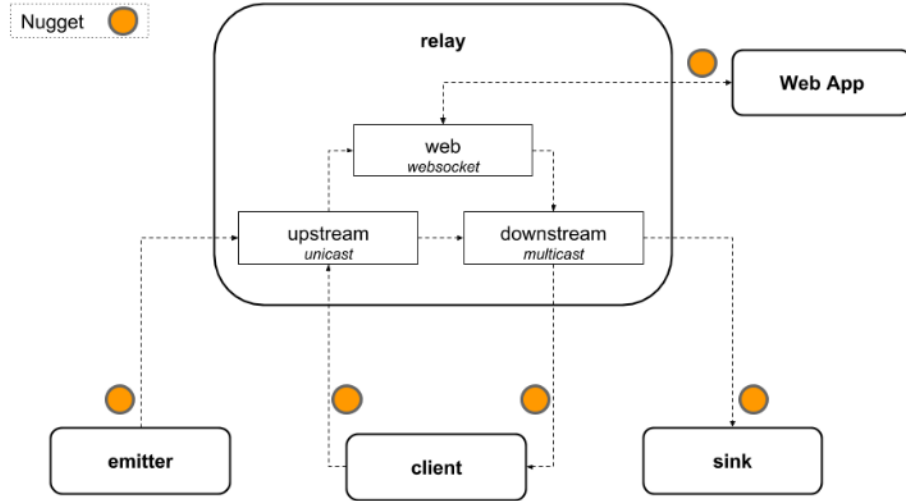 Nugget
relay
Web App
web
websocket
upstream
unicast
downstream
multicast
emitter
client
sink